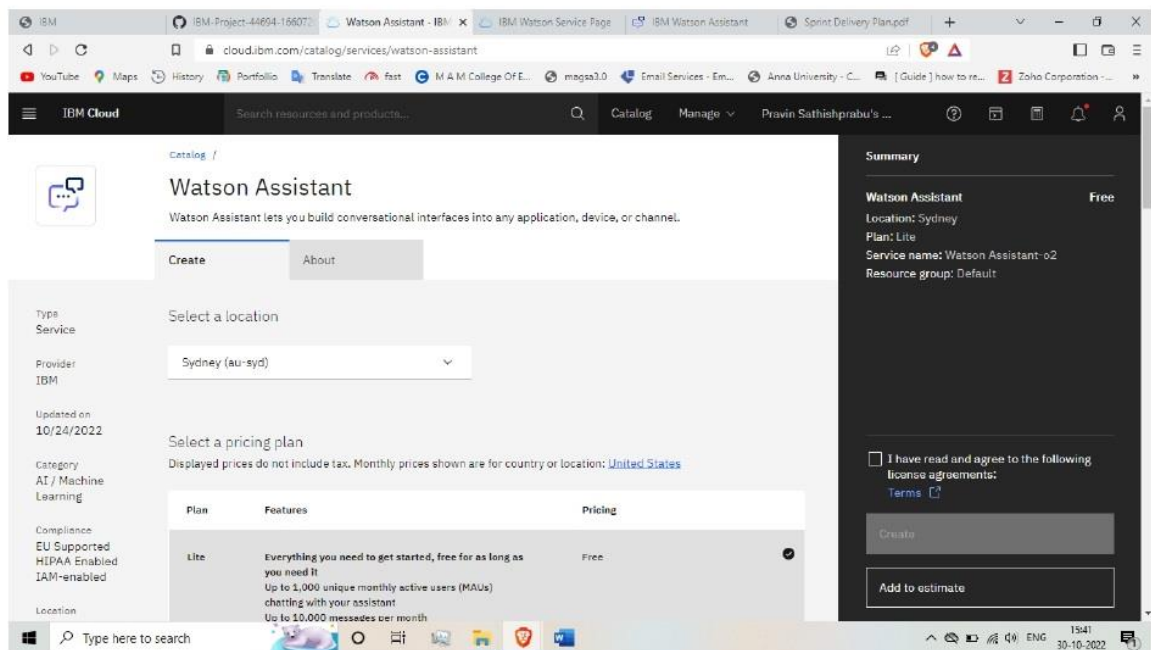 IBM
IBM-Project-44694-166072
Watson Assistant - IBM
IBM Watson Service Page
IBM Watson Assistant
Sprint Delivery Plan.pdf
cloud.ibm.com/catalog/services/watson-assistant
YouTube Maps History Portfollio Translate fast M A M College Of E... magsa3.0 Email Services - Em... Anna University - C... [Guide] how to re... Zoho Corporation -...
IBM Cloud Search resources and products... Catalog Manage Pravin Sathishprabu's ...
Catalog /
Watson Assistant
Watson Assistant lets you build conversational interfaces into any application, device, or channel.
Create About
Type
Service
Provider
IBM
Updated on
10/24/2022
Category
AI / Machine
Learning
Compliance
EU Supported
HIPAA Enabled
IAM-enabled
Location
Select a location
Sydney (au-syd)
Select a pricing plan
Displayed prices do not include tax. Monthly prices shown are for country or location: United States
Plan Features Pricing
Lite Everything you need to get started, free for as long as Free
you need it
Up to 1,000 unique monthly active users (MAUs)
chatting with your assistant
Up to 10,000 messages per month
Summary
Watson Assistant Free
Location: Sydney
Plan: Lite
Service name: Watson Assistant-o2
Resource group: Default
I have read and agree to the following
license agreements:
Terms
Create
Add to estimate
Type here to search
ENG
15:41
30-10-2022